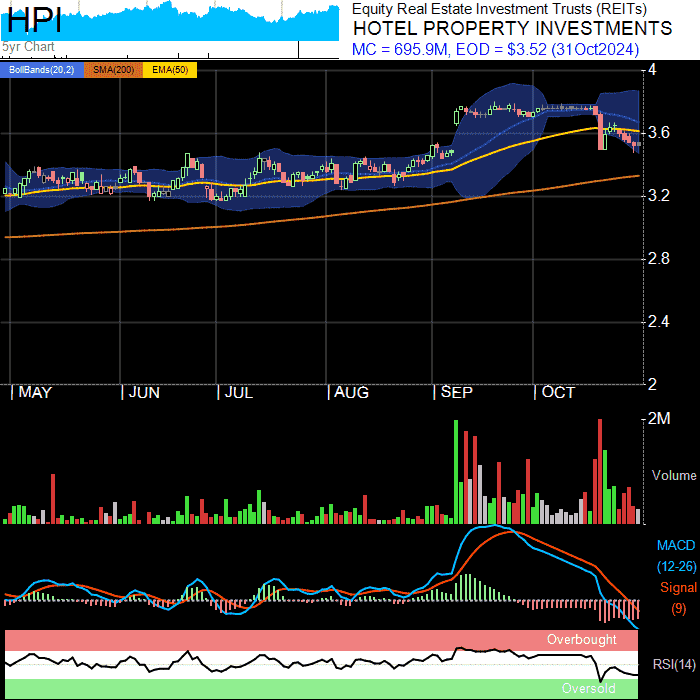 HPI
5yr Chart
Equity Real Estate Investment Trusts (REITs)
HOTEL PROPERTY INVESTMENTS
MC = 695.9M, EOD = $3.52 (31Oct2024)
BollBands(20,2) SMA(200) EMA(50)
4
3.6
3.2
2.8
2.4
2
MAY JUN JUL AUG SEP OCT
2M
Volume
MACD
(12-26)
Signal
(9)
Overbought
RSI(14)
Oversold